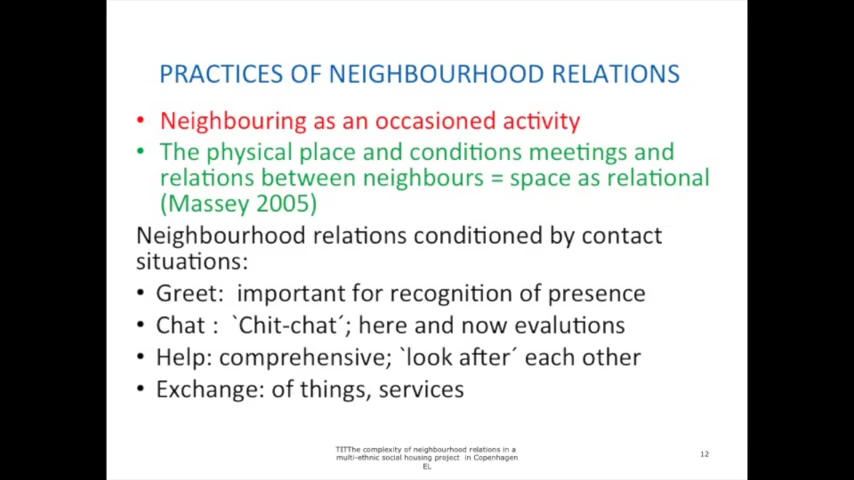 PRACTICES OF NEIGHBOURHOOD RELATIONS
• Neighbouring as an occasioned activity
• The physical place and conditions meetings and
relations between neighbours = space as relational
(Massey 2005)
Neighbourhood relations conditioned by contact
situations:
• Greet: important for recognition of presence
• Chat : `Chit-chat´; here and now evalutions
• Help: comprehensive; `look after´ each other
• Exchange: of things, services
TITThe complexity of neighbourhood relations in a
multi-ethnic social housing project in Copenhagen
EL
12